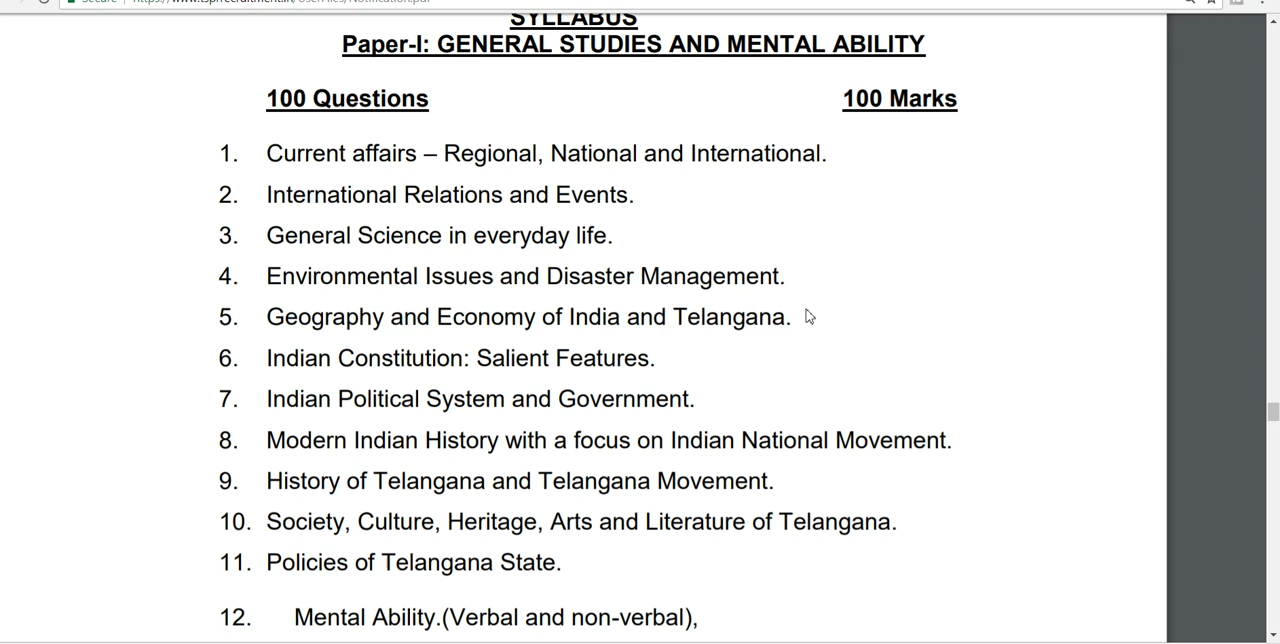 SYLLABUS
Paper-I: GENERAL STUDIES AND MENTAL ABILITY
100 Questions 100 Marks
1. Current affairs – Regional, National and International.
2. International Relations and Events.
3. General Science in everyday life.
4. Environmental Issues and Disaster Management.
5. Geography and Economy of India and Telangana.
6. Indian Constitution: Salient Features.
7. Indian Political System and Government.
8. Modern Indian History with a focus on Indian National Movement.
9. History of Telangana and Telangana Movement.
10. Society, Culture, Heritage, Arts and Literature of Telangana.
11. Policies of Telangana State.
12. Mental Ability.(Verbal and non-verbal),